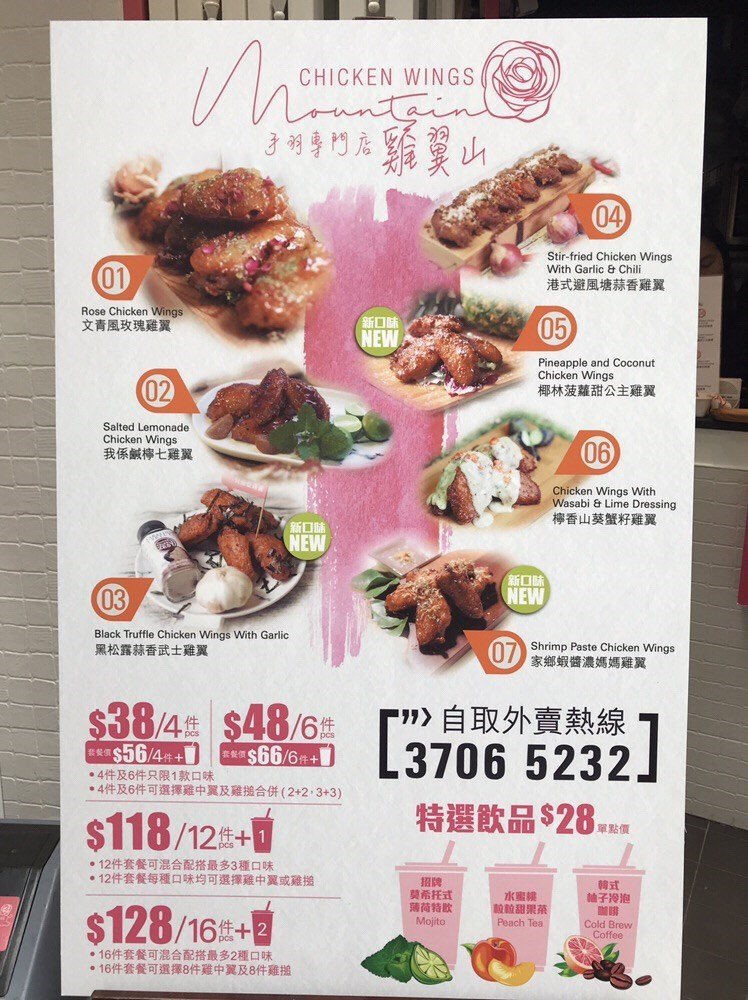 CHICKEN WINGS
Mountain
手羽專門店 雞翼山
01
Rose Chicken Wings
文青風玫瑰雞翼
02
Salted Lemonade
Chicken Wings
我係鹹檸七雞翼
新口味
NEW
03
Black Truffle Chicken Wings With Garlic
黑松露蒜香武士雞翼
04
Stir-fried Chicken Wings
With Garlic & Chili
港式避風塘蒜香雞翼
新口味
NEW
05
Pineapple and Coconut
Chicken Wings
椰林菠蘿甜公主雞翼
06
Chicken Wings With
Wasabi & Lime Dressing
檸香山葵蟹籽雞翼
新口味
NEW
07
Shrimp Paste Chicken Wings
家鄉蝦醬濃媽媽雞翼
$38/4件pcs
套餐價 $56/4件+
$48/6件pcs
套餐價 $66/6件+
• 4件及6件只限1款口味
• 4件及6件可選擇雞中翼及雞搥合併 (2+2，3+3)
$118/12件pcs+1
• 12件套餐可混合配搭最多3種口味
• 12件套餐每種口味均可選擇雞中翼或雞搥
$128/16件pcs+2
• 16件套餐可混合配搭最多2種口味
• 16件套餐可選擇8件雞中翼及8件雞搥
自取外賣熱線
3706 5232
特選飲品 $28 單點價
招牌
莫希托式
薄荷特飲
Mojito
水蜜桃
粒粒甜果茶
Peach Tea
韓式
柚子冷泡
咖啡
Cold Brew
Coffee